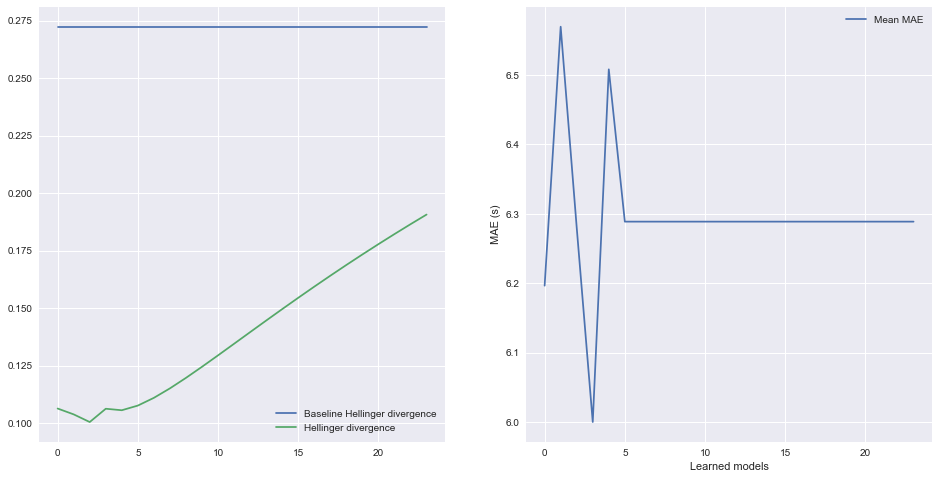 0.275
0.250
0.225
0.200
0.175
0.150
0.125
0.100
0 5 10 15 20
Baseline Hellinger divergence
Hellinger divergence
Mean MAE
6.5
6.4
6.3
6.2
6.1
6.0
MAE (s)
0 5 10 15 20
Learned models